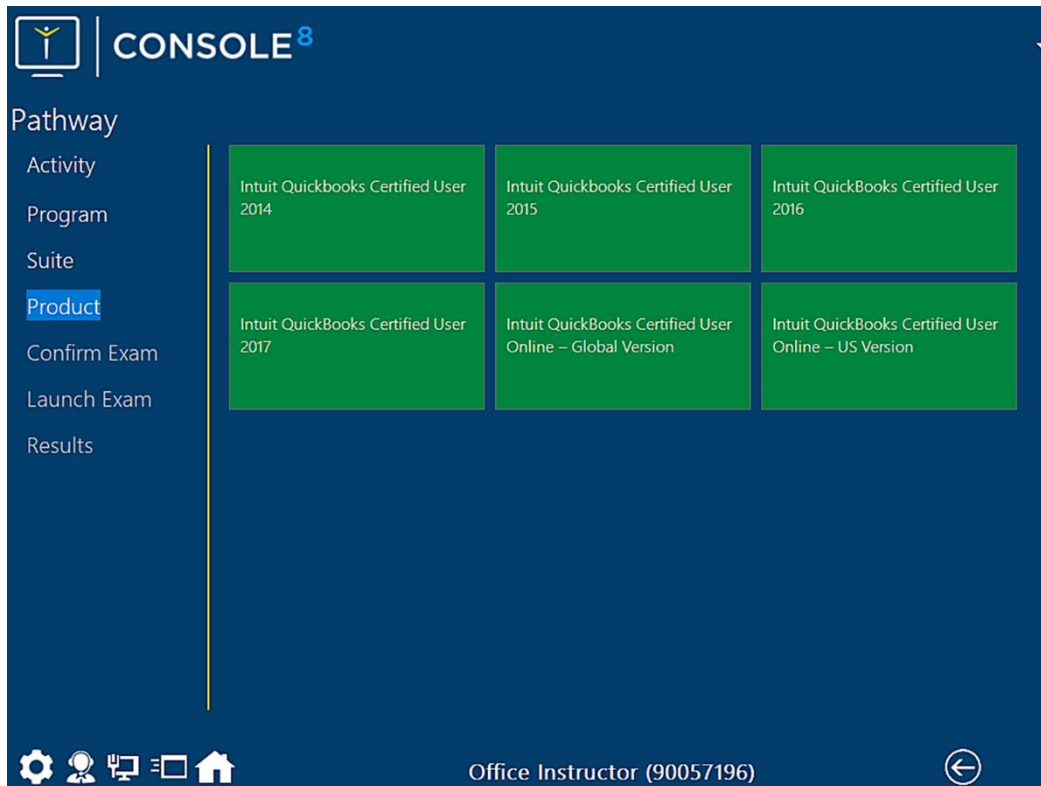 CONSOLE8
Pathway
Activity
Program
Suite
Product
Confirm Exam
Launch Exam
Results
Intuit Quickbooks Certified User
2014
Intuit Quickbooks Certified User
2015
Intuit QuickBooks Certified User
2016
Intuit QuickBooks Certified User
2017
Intuit QuickBooks Certified User
Online – Global Version
Intuit QuickBooks Certified User
Online – US Version
Office Instructor (90057196)